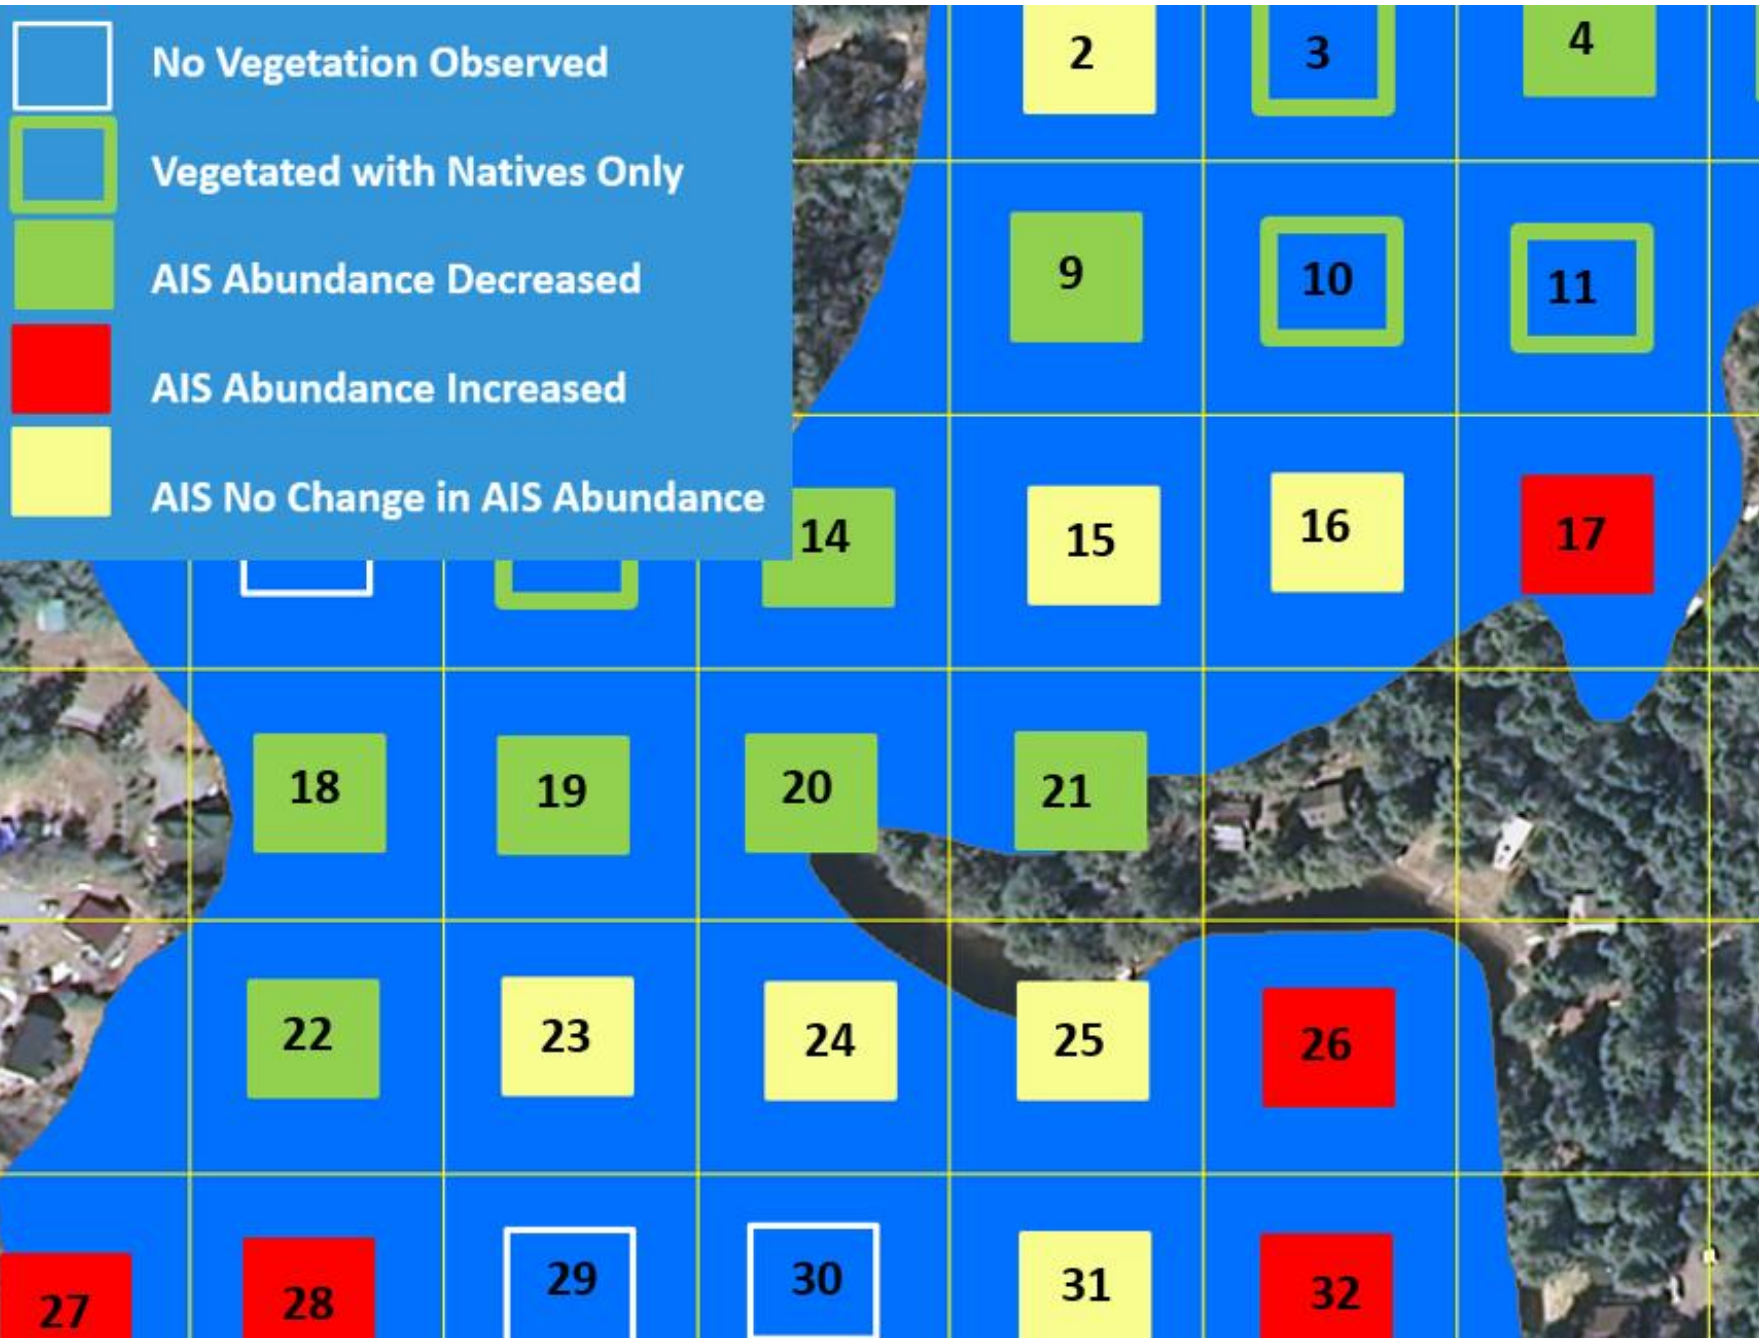 No Vegetation Observed
Vegetated with Natives Only
AIS Abundance Decreased
AIS Abundance Increased
AIS No Change in AIS Abundance
2 3 4
9 10 11
14 15 16 17
18 19 20 21
22 23 24 25 26
27 28 29 30 31 32